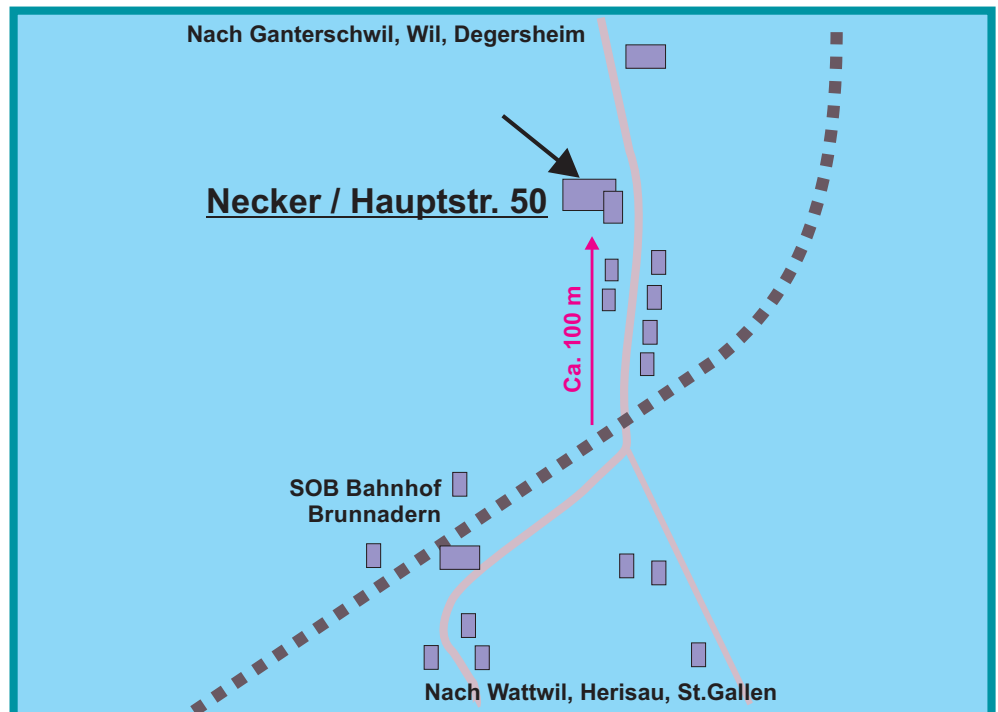 Nach Ganterschwil, Wil, Degersheim
Necker / Hauptstr. 50
Ca. 100 m
SOB Bahnhof
Brunnadern
Nach Wattwil, Herisau, St.Gallen